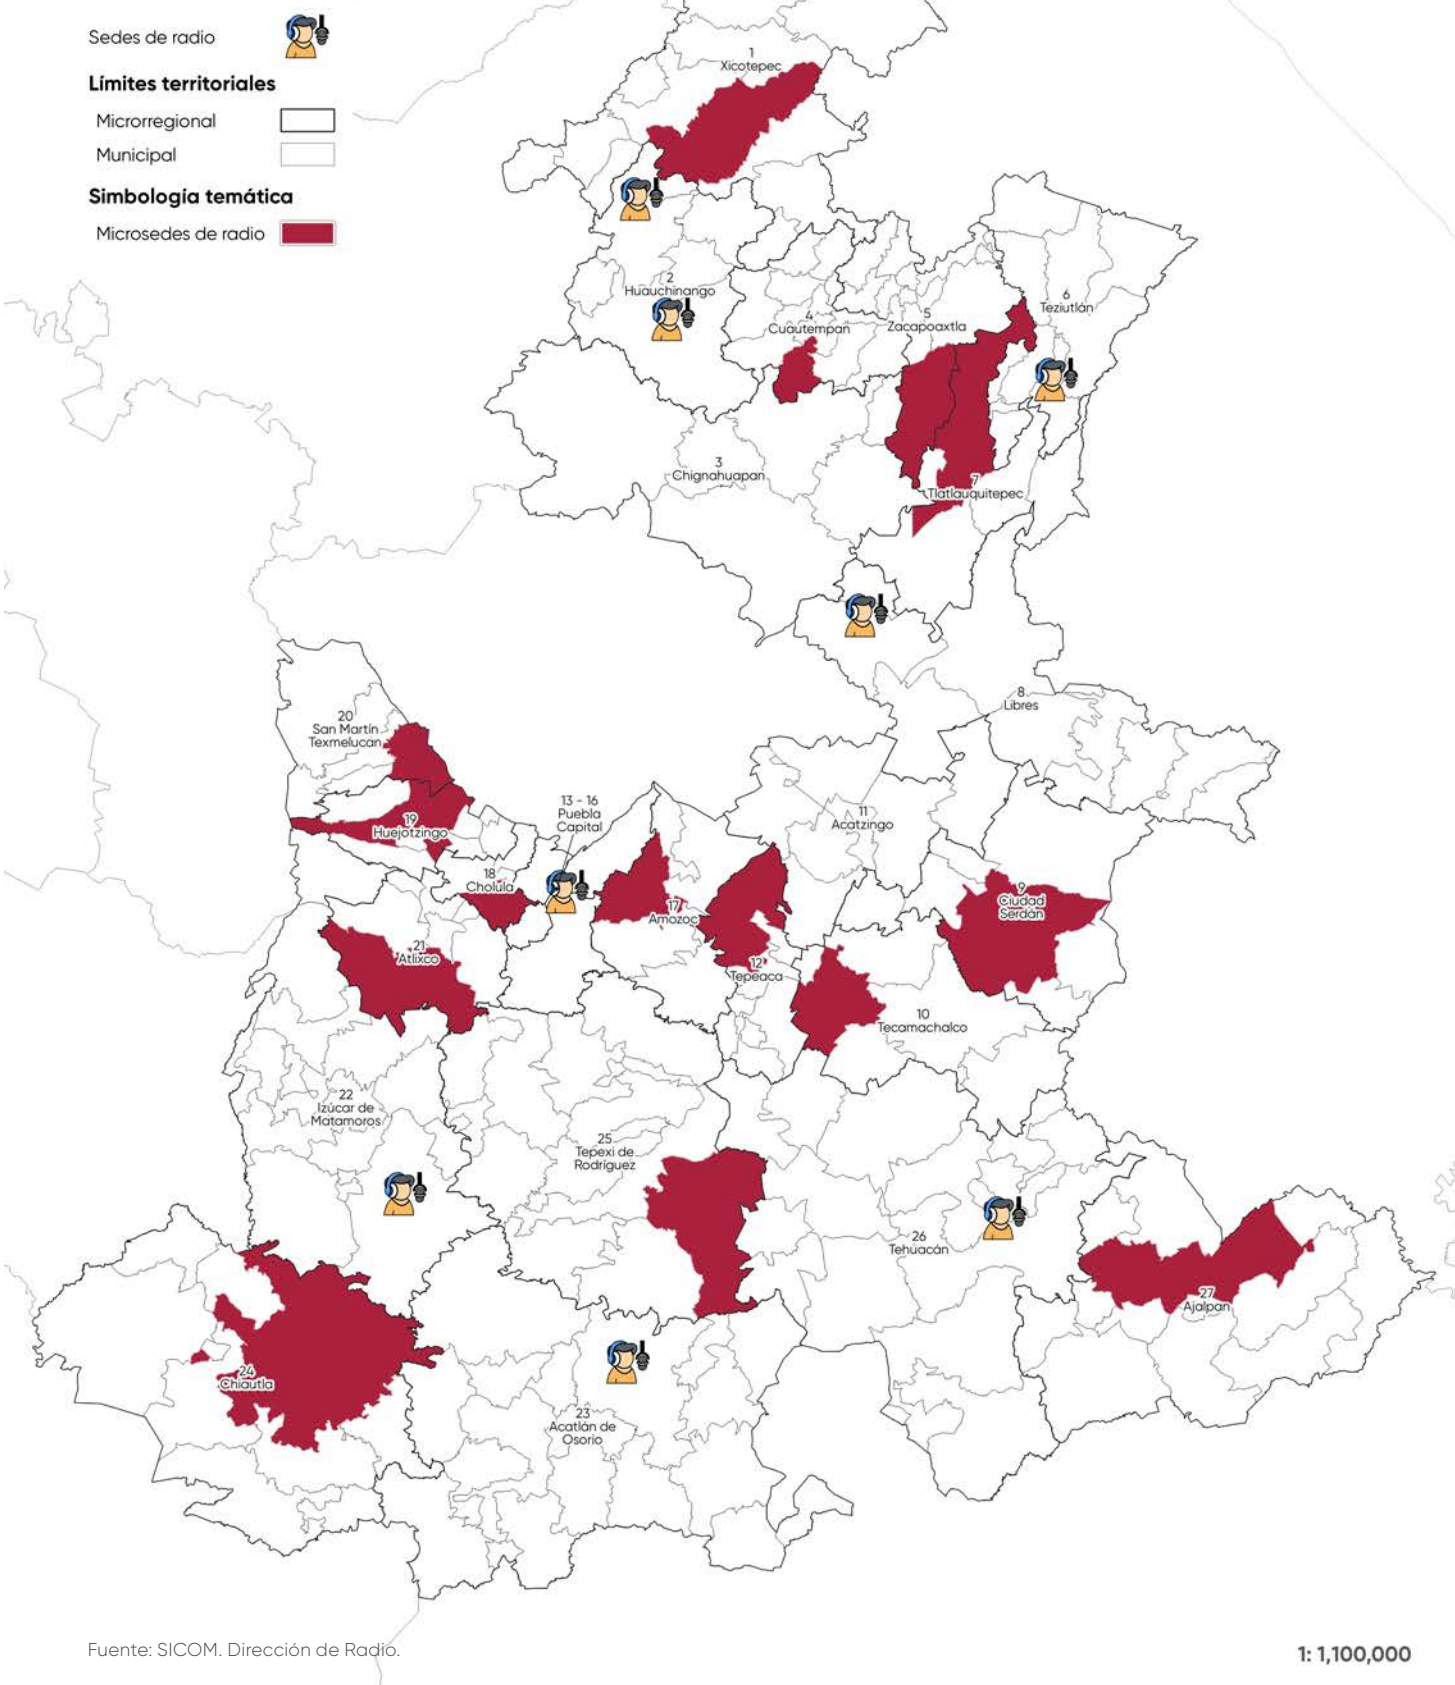 Sedes de radio
Límites territoriales
Microrregional
Municipal
Simbología temática
Microsedes de radio
1
Xicotepec
2
Huauchinango
4
Cuautempan
5
Zacapoaxtla
6
Teziutlán
3
Chignahuapan
7
Tlatlauquitepec
8
Libres
20
San Martín
Texmelucan
13 - 16
Puebla
Capital
11
Acatzingo
19
Huejotzingo
18
Cholula
9
Ciudad
Serdán
17
Amozoc
21
Atlixco
12
Tepeaca
10
Tecamachalco
22
Izúcar de
Matamoros
25
Tepexi de
Rodríguez
26
Tehuacán
27
Ajalpan
24
Chiautla
23
Acatlán de
Osorio
Fuente: SICOM. Dirección de Radio.
1: 1,100,000